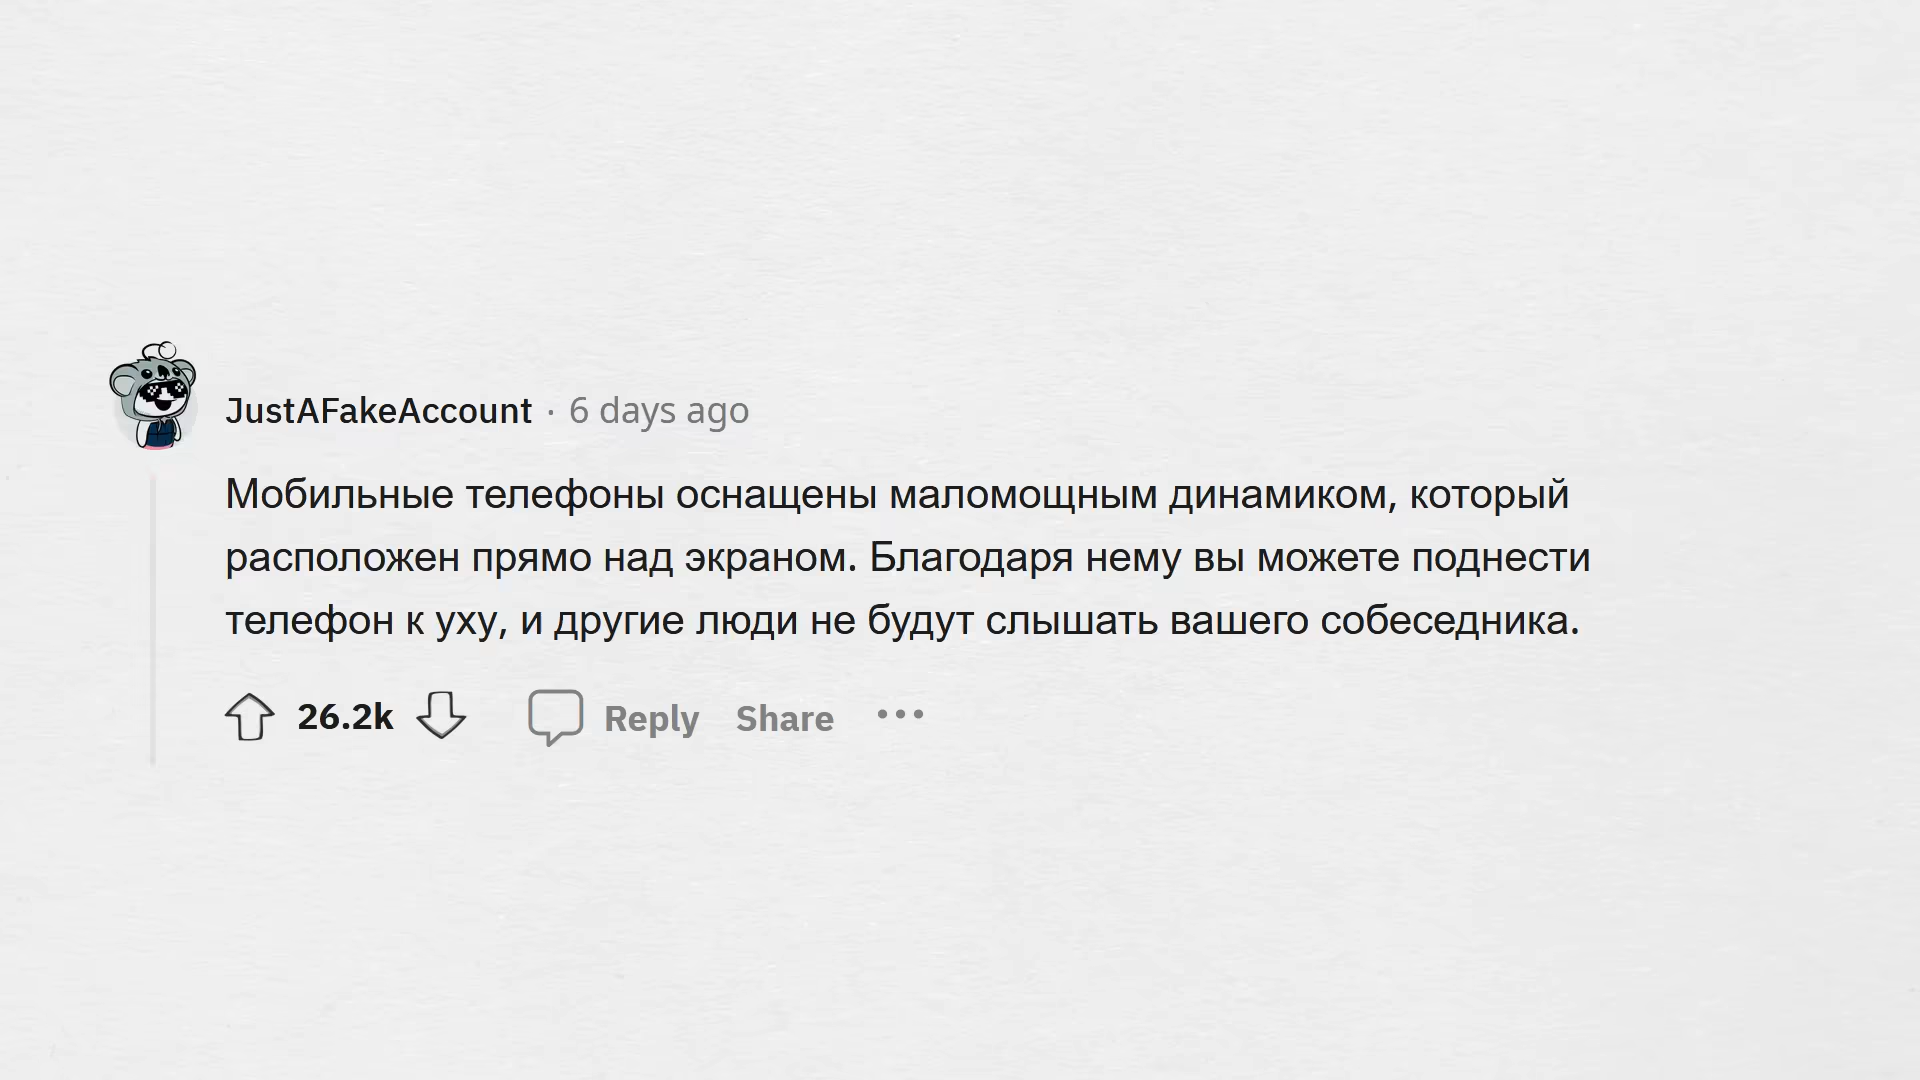 JustAFakeAccount · 6 days ago
Мобильные телефоны оснащены маломощным динамиком, который
расположен прямо над экраном. Благодаря нему вы можете поднести
телефон к уху, и другие люди не будут слышать вашего собеседника.
26.2k Reply Share •••